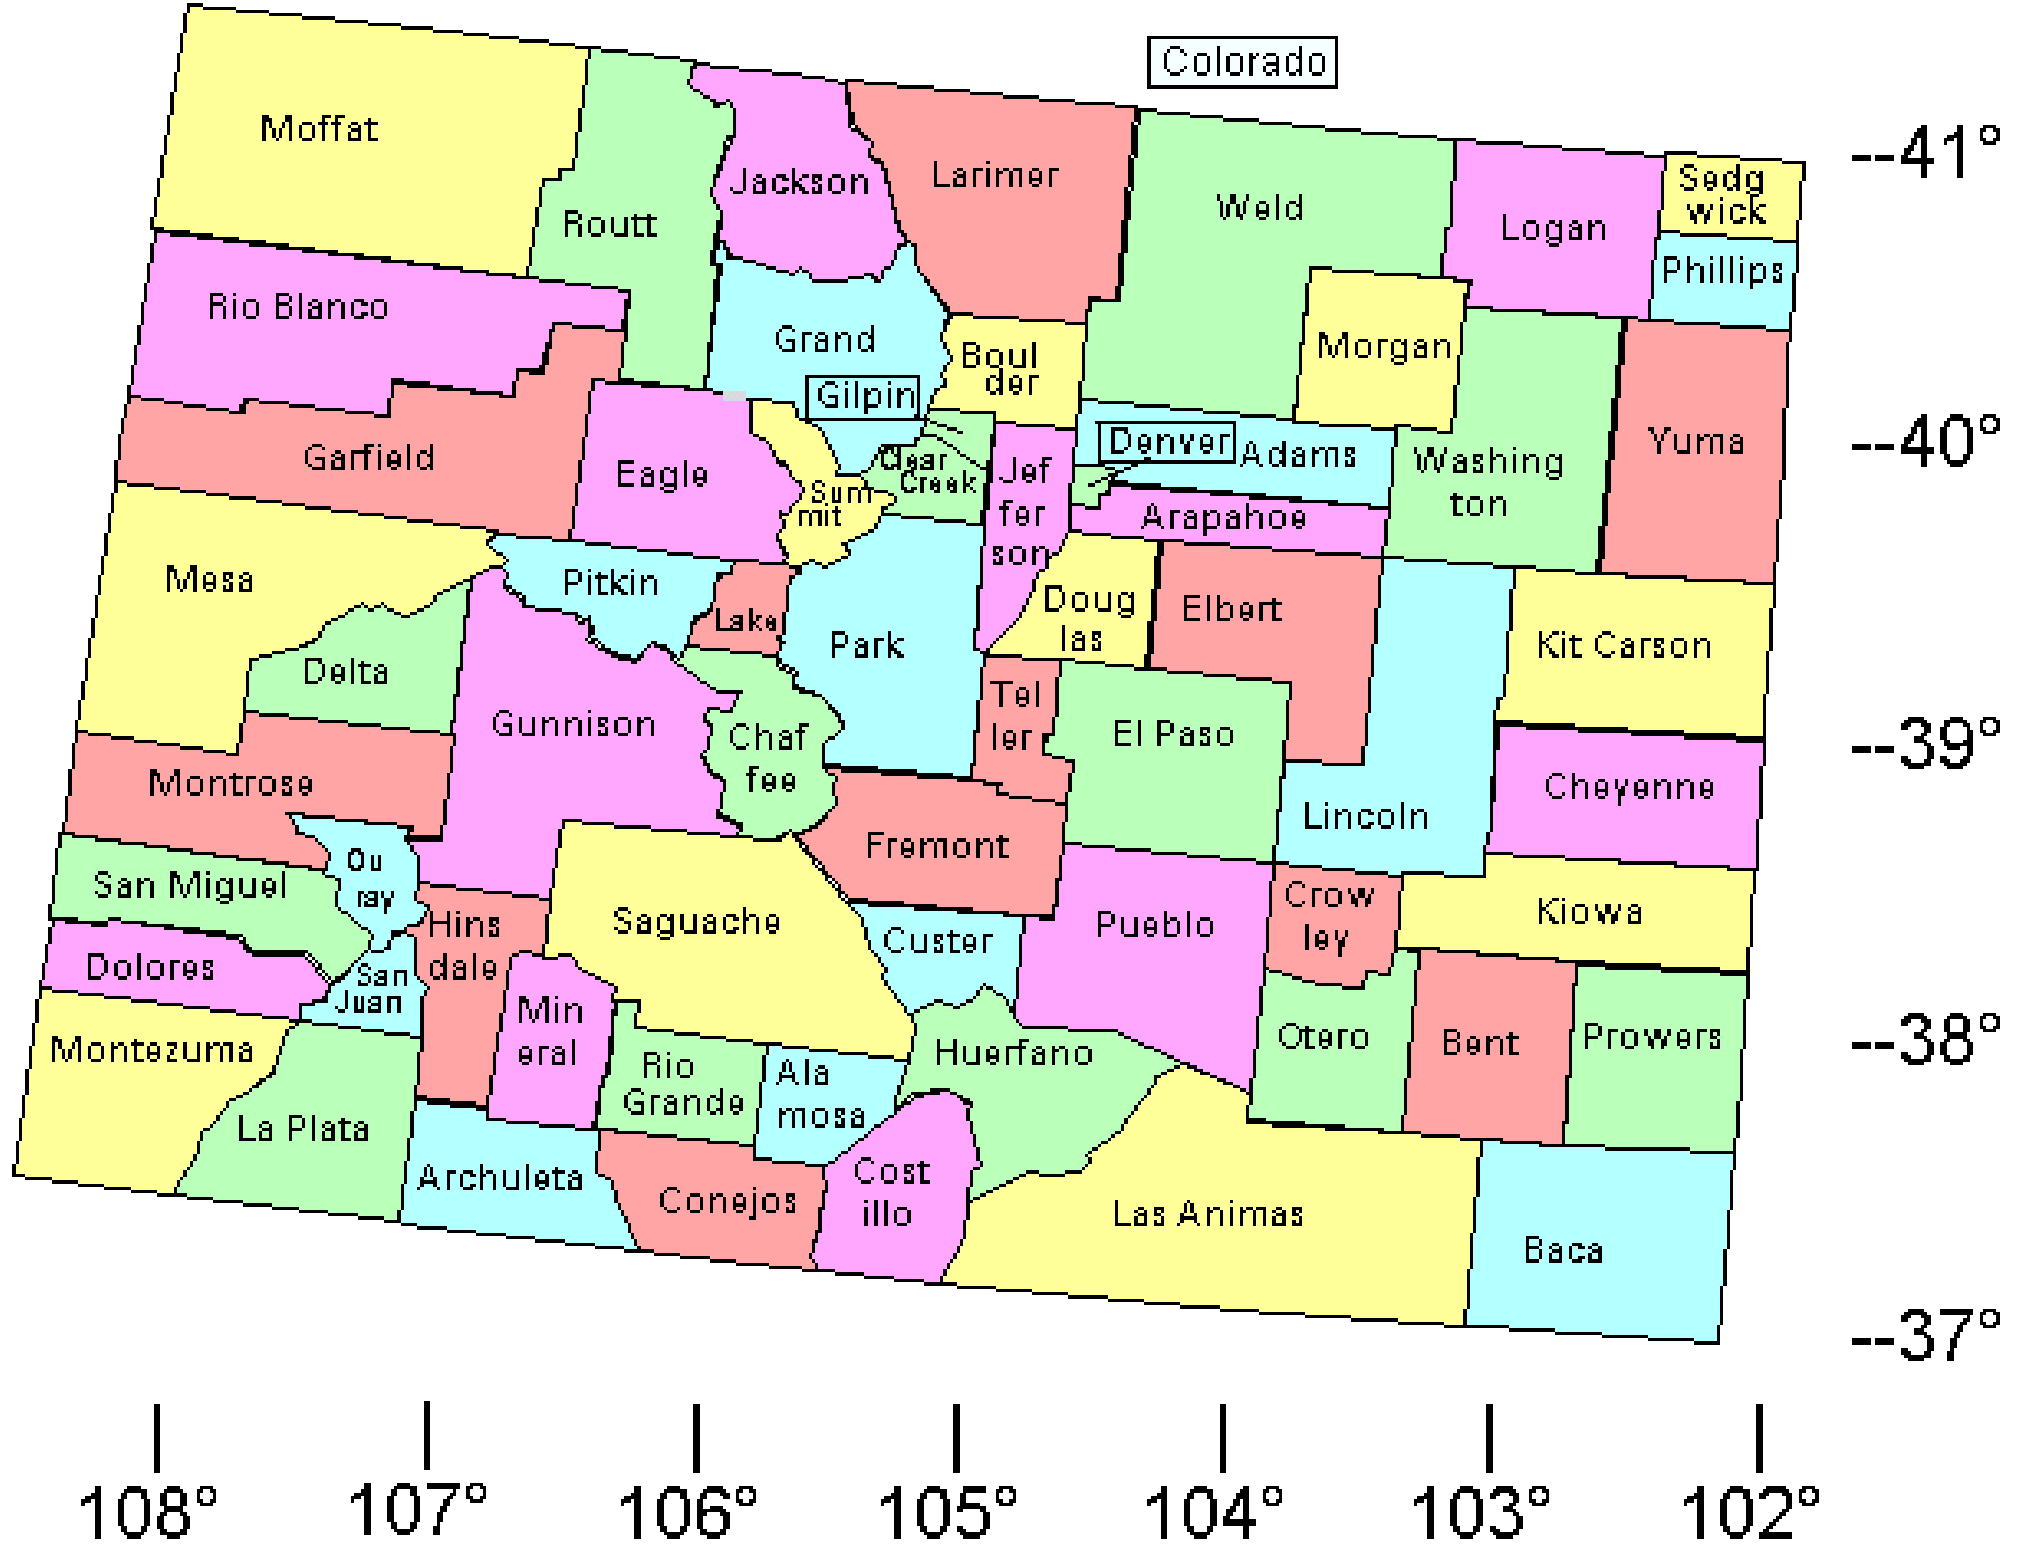 Colorado
--41°
Moffat
Routt
Jackson
Larimer
Weld
Logan
Sedg
wick
Phillips
Rio Blanco
Grand
Boul
der
Morgan
Gilpin
Garfield
Eagle
Sum
mit
Clear
Creek
Jef
fer
son
Denver
Adams
Washing
ton
Yuma
--40°
Arapahoe
Mesa
Pitkin
Lake
Park
Doug
las
Elbert
Kit Carson
Delta
Gunnison
Chaf
fee
Tel
ler
El Paso
--39°
Montrose
Fremont
Lincoln
Cheyenne
San Miguel
Ou
ray
Hins
dale
Saguache
Custer
Pueblo
Crow
ley
Kiowa
Dolores
San
Juan
Min
eral
Rio
Grande
Ala
mosa
Huerfano
Otero
Bent
Prowers
--38°
Montezuma
La Plata
Archuleta
Conejos
Cost
illo
Las Animas
Baca
--37°
108°
107°
106°
105°
104°
103°
102°